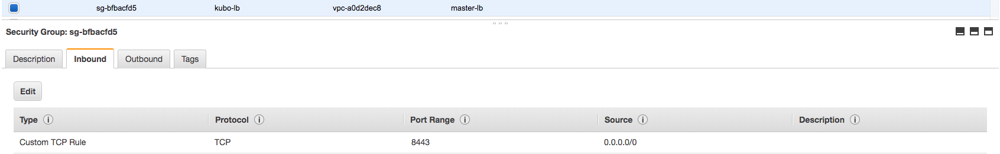 sg-bfbacfd5 kubo-lb vpc-a0d2dec8 master-lb
Security Group: sg-bfbacfd5
Description Inbound Outbound Tags
Edit
Type Protocol Port Range Source Description
Custom TCP Rule TCP 8443 0.0.0.0/0